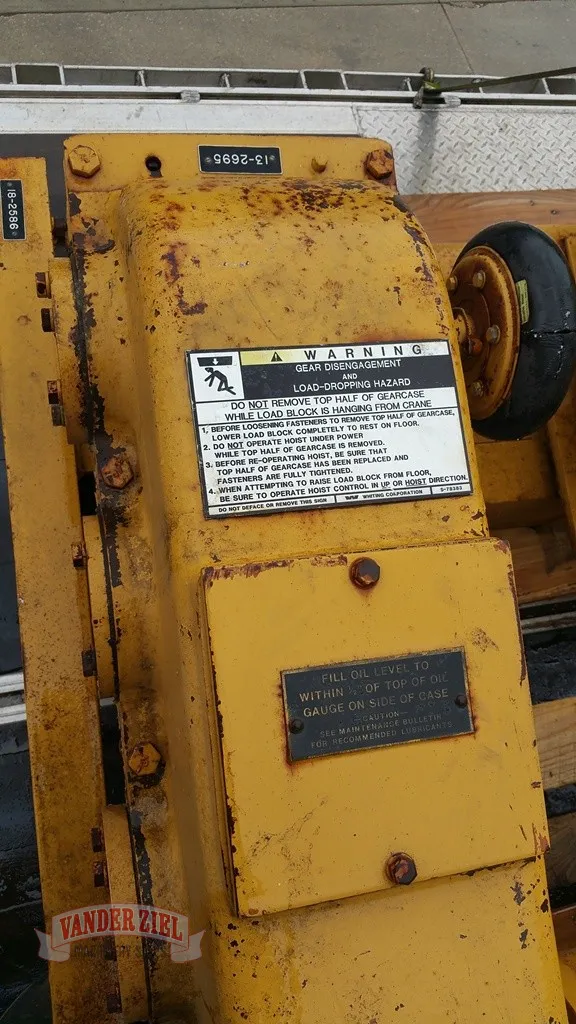 13-2695
18-2586
WARNING
GEAR DISENGAGEMENT
AND
LOAD-DROPPING HAZARD
DO NOT REMOVE TOP HALF OF GEARCASE
WHILE LOAD BLOCK IS HANGING FROM CRANE
1. BEFORE LOOSENING FASTENERS TO REMOVE TOP HALF OF GEARCASE,
LOWER LOAD BLOCK COMPLETELY TO REST ON FLOOR.
2. DO NOT OPERATE HOIST UNDER POWER
WHILE TOP HALF OF GEARCASE IS REMOVED.
3. BEFORE RE-OPERATING HOIST, BE SURE THAT
TOP HALF OF GEARCASE HAS BEEN REPLACED AND
FASTENERS ARE FULLY TIGHTENED.
4. WHEN ATTEMPTING TO RAISE LOAD BLOCK FROM FLOOR,
BE SURE TO OPERATE HOIST CONTROL IN UP OR HOIST DIRECTION.
DO NOT DEFACE OR REMOVE THIS SIGN WHITING CORPORATION
FILL OIL LEVEL TO
WITHIN OF TOP OF OIL
GAUGE ON SIDE OF CASE
—CAUTION—
SEE MAINTENANCE BULLETIN
FOR RECOMMENDED LUBRICANTS
VANDER ZIEL